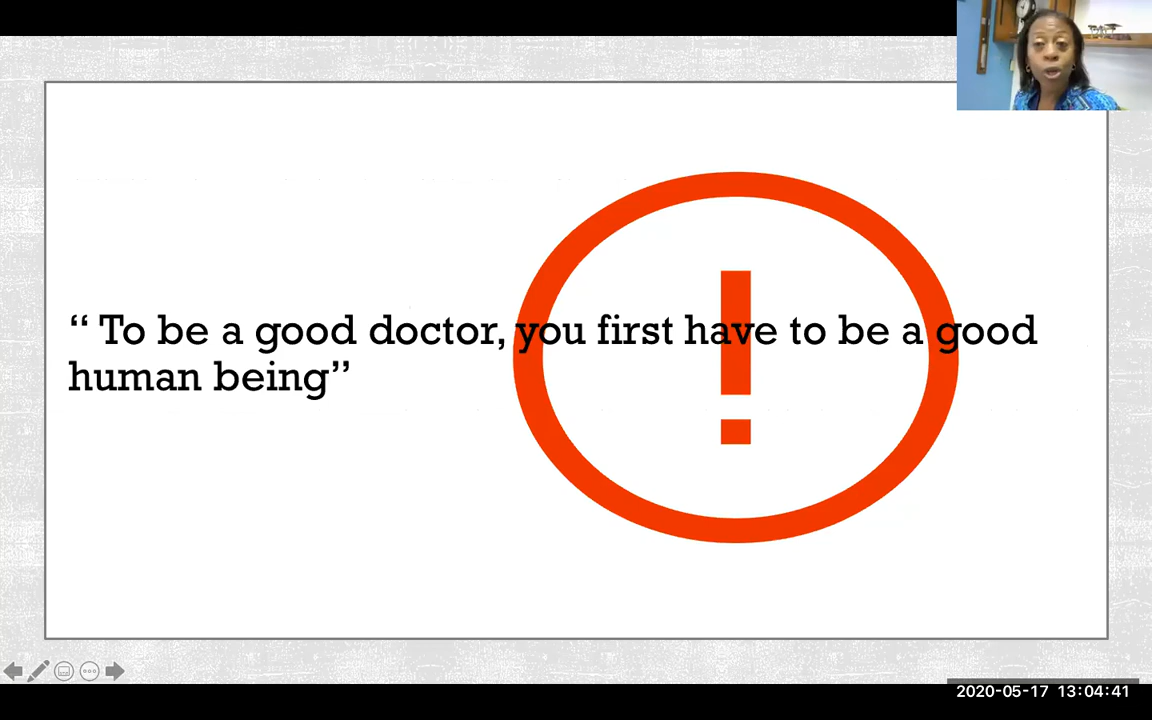 “ To be a good doctor, you first have to be a good
human being”
!
2020-05-17 13:04:41